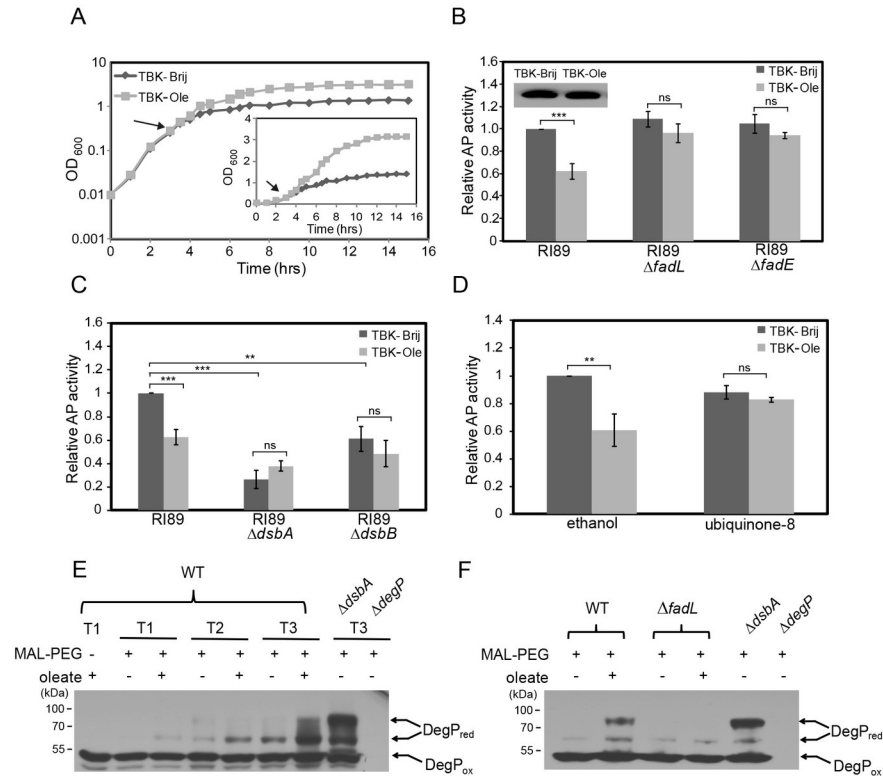 A
TBK-Brij
TBK-Ole
10
1
0.1
0.01
0.001
OD600
0 2 4 6 8 10 12 14 16
Time (hrs)
4
3
2
1
0
OD600
0 2 4 6 8 10 12 14 16
Time (hrs)
B
TBK-Brij
TBK-Ole
TBK-Brij TBK-Ole
1.6
1.4
1.2
1.0
0.8
0.6
0.4
0.2
0
Relative AP activity
***
ns
ns
RI89
RI89
ΔfadL
RI89
ΔfadE
C
TBK-Brij
TBK-Ole
1.6
1.4
1.2
1
0.8
0.6
0.4
0.2
0
Relative AP activity
**
***
***
ns
ns
RI89
RI89
ΔdsbA
RI89
ΔdsbB
D
TBK-Brij
TBK-Ole
1.4
1.2
1
0.8
0.6
0.4
0.2
0
Relative AP activity
**
ns
ethanol
ubiquinone-8
E
WT
ΔdsbA
ΔdegP
T1 T1 T2 T3 T3
MAL-PEG - + + + + + + + +
oleate + - + - + - + - -
(kDa)
100 -
70 -
55 -
DegPred
DegPox
F
WT
ΔfadL
ΔdsbA
ΔdegP
MAL-PEG + + + + + +
oleate - + - + - -
(kDa)
100 -
70 -
55 -
DegPred
DegPox